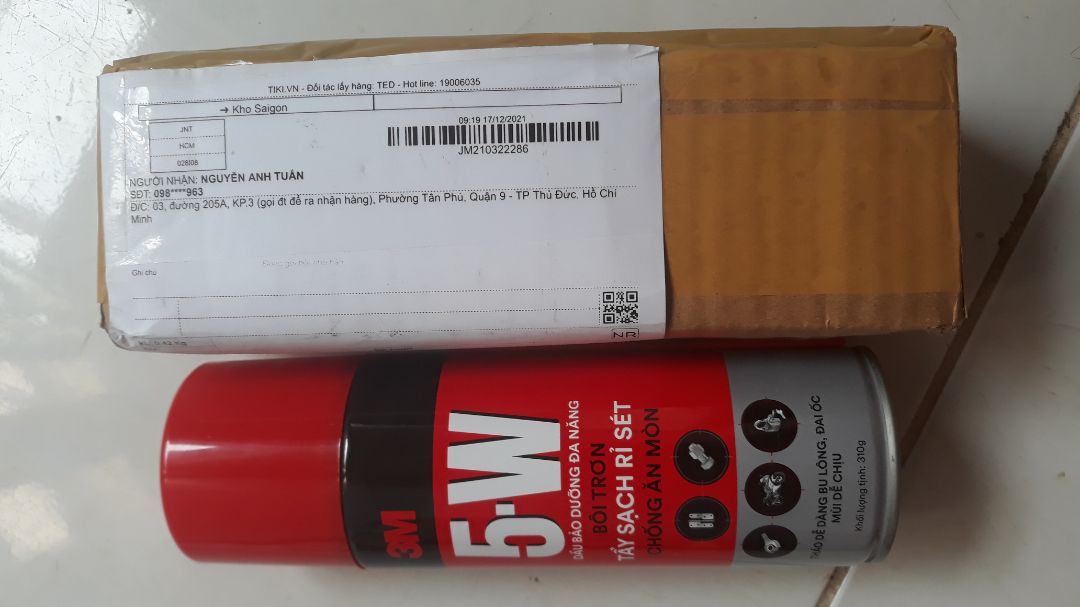 TIKI.VN - Đối tác lấy hàng: TED - Hot line: 19006035
➔ Kho Saigon
JNT
HCM
028I08
09:19 17/12/2021
JM210322286
NGƯỜI NHẬN: NGUYỄN ANH TUẤN
SĐT: 098****963
Đ/C: 03, đường 205A, KP.3 (gọi đt để ra nhận hàng), Phường Tân Phú, Quận 9 - TP Thủ Đức, Hồ Chí
Minh
Ghi chú
NR
3M
5-W
DẦU BẢO DƯỠNG ĐA NĂNG
BÔI TRƠN
TẨY SẠCH RỈ SÉT
CHỐNG ĂN MÒN
THÁO DỄ DÀNG BU LÔNG, ĐAI ỐC
MÙI DỄ CHỊU
Khối lượng tịnh: 310g